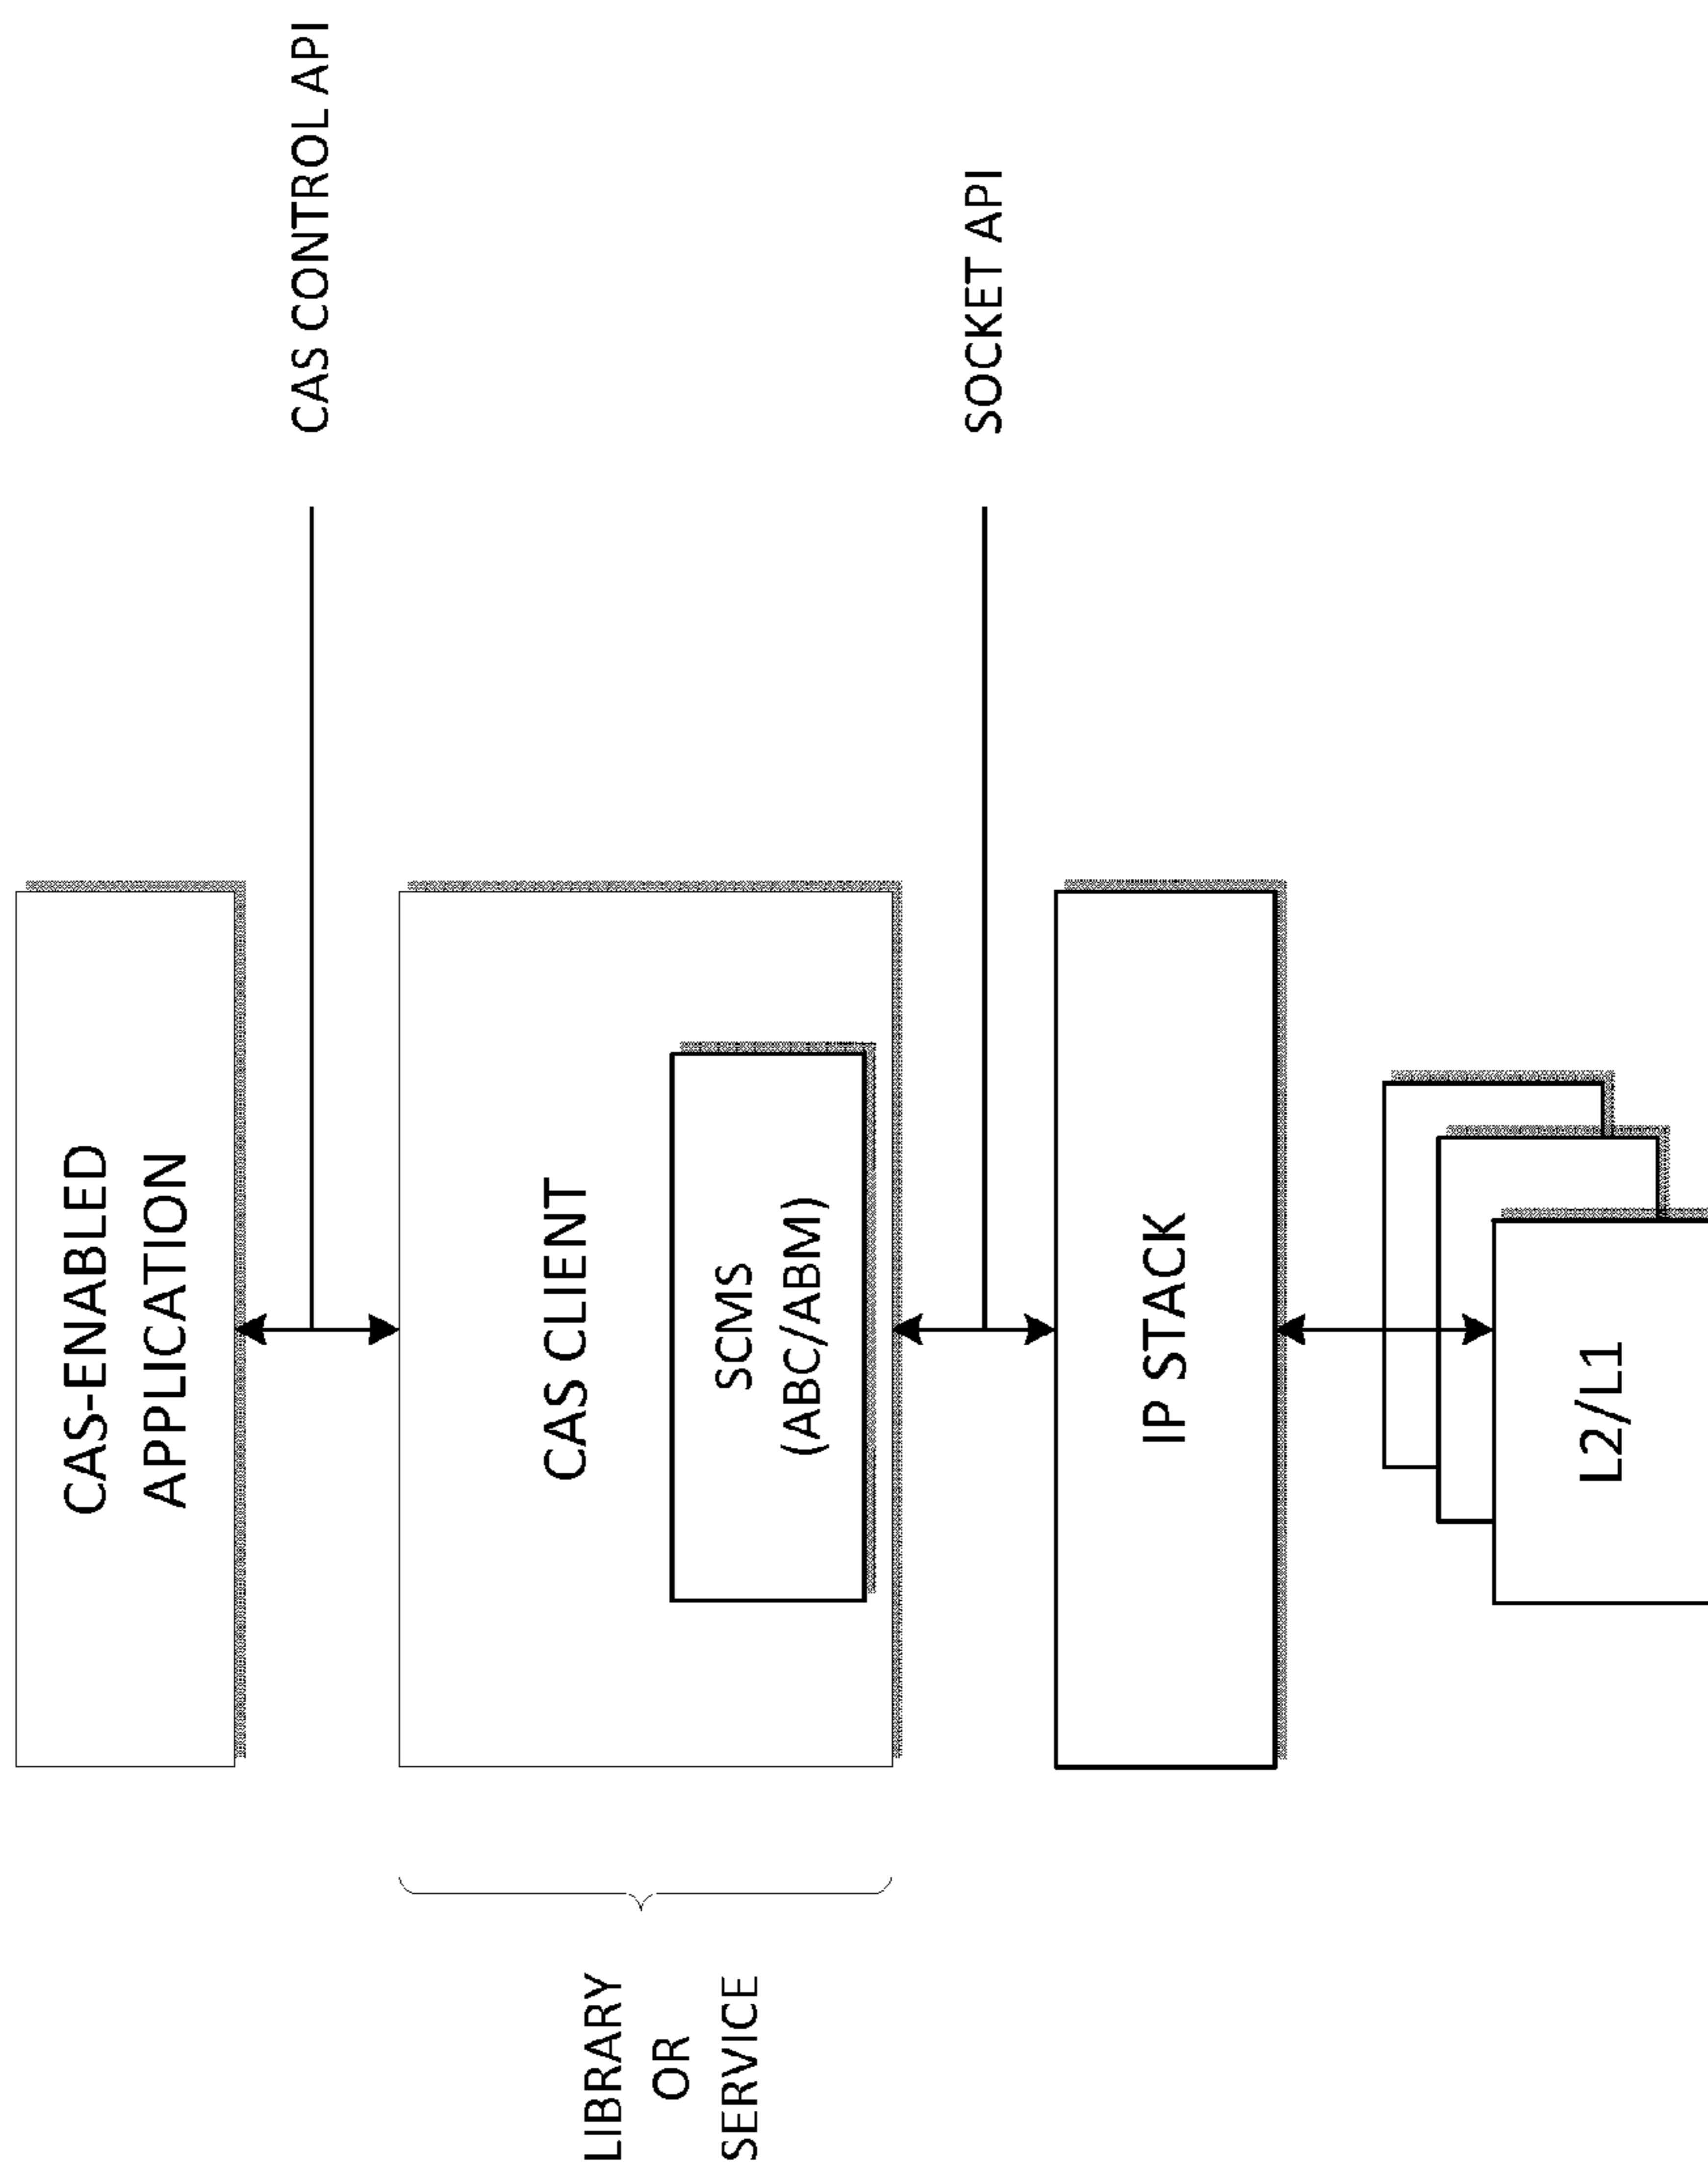 CAS-ENABLED
APPLICATION
CAS CONTROL API
LIBRARY
OR
SERVICE
CAS CLIENT
SCMS
(ABC/ABM)
SOCKET API
IP STACK
L2/L1